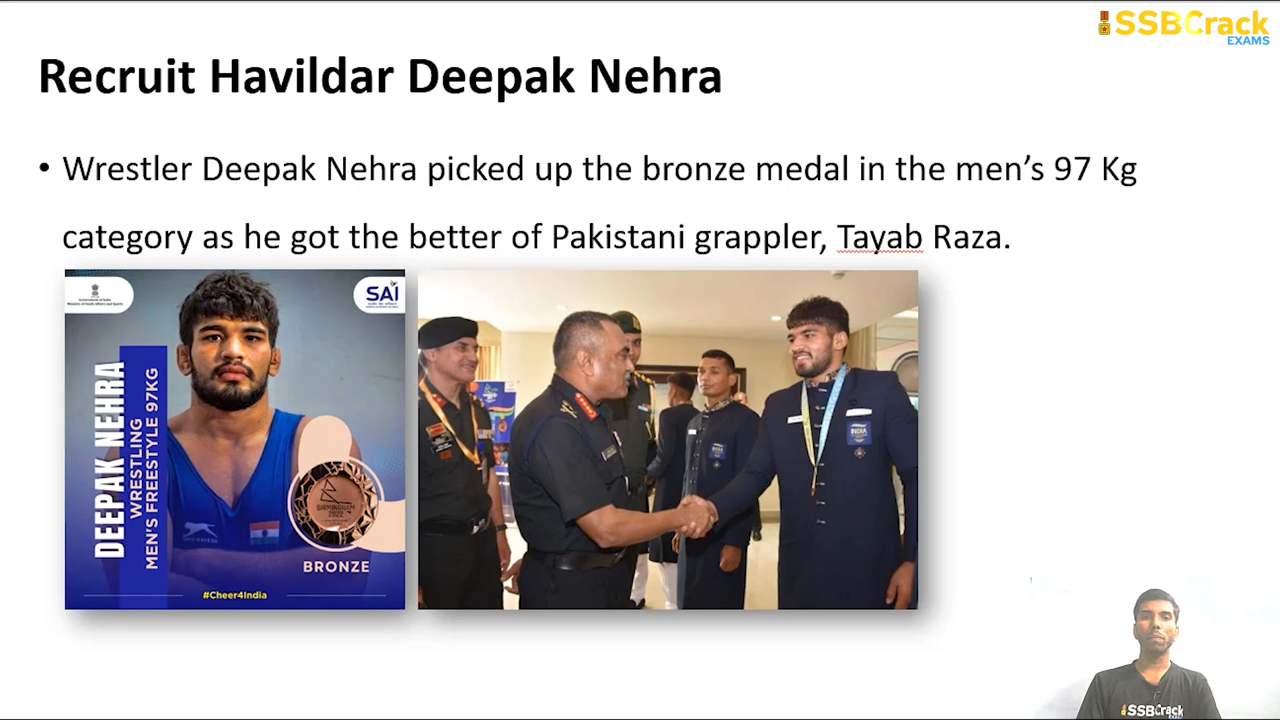 SSBCrack
EXAMS
Recruit Havildar Deepak Nehra
• Wrestler Deepak Nehra picked up the bronze medal in the men’s 97 Kg
category as he got the better of Pakistani grappler, Tayab Raza.
SAI
DEEPAK NEHRA
WRESTLING
MEN'S FREESTYLE 97KG
BIRMINGHAM
2022
BRONZE
#Cheer4India
INDIA
SSBCrack